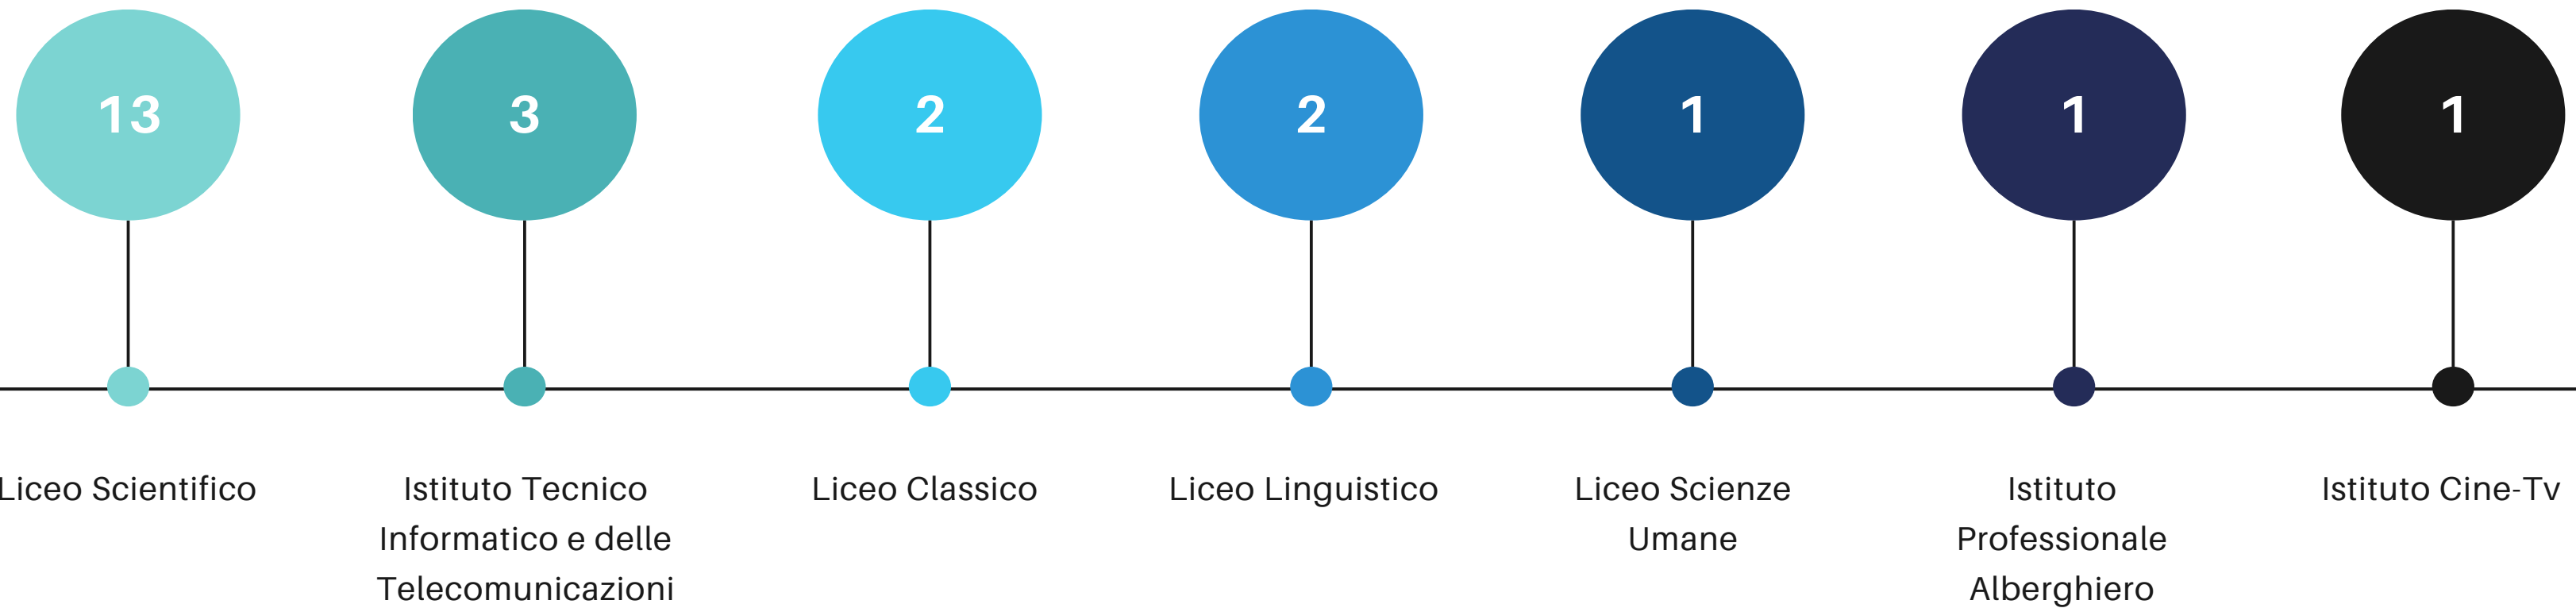 13
3
2
2
1
1
1
Liceo Scientifico
Istituto Tecnico
Informatico e delle
Telecomunicazioni
Liceo Classico
Liceo Linguistico
Liceo Scienze
Umane
Istituto
Professionale
Alberghiero
Istituto Cine-Tv